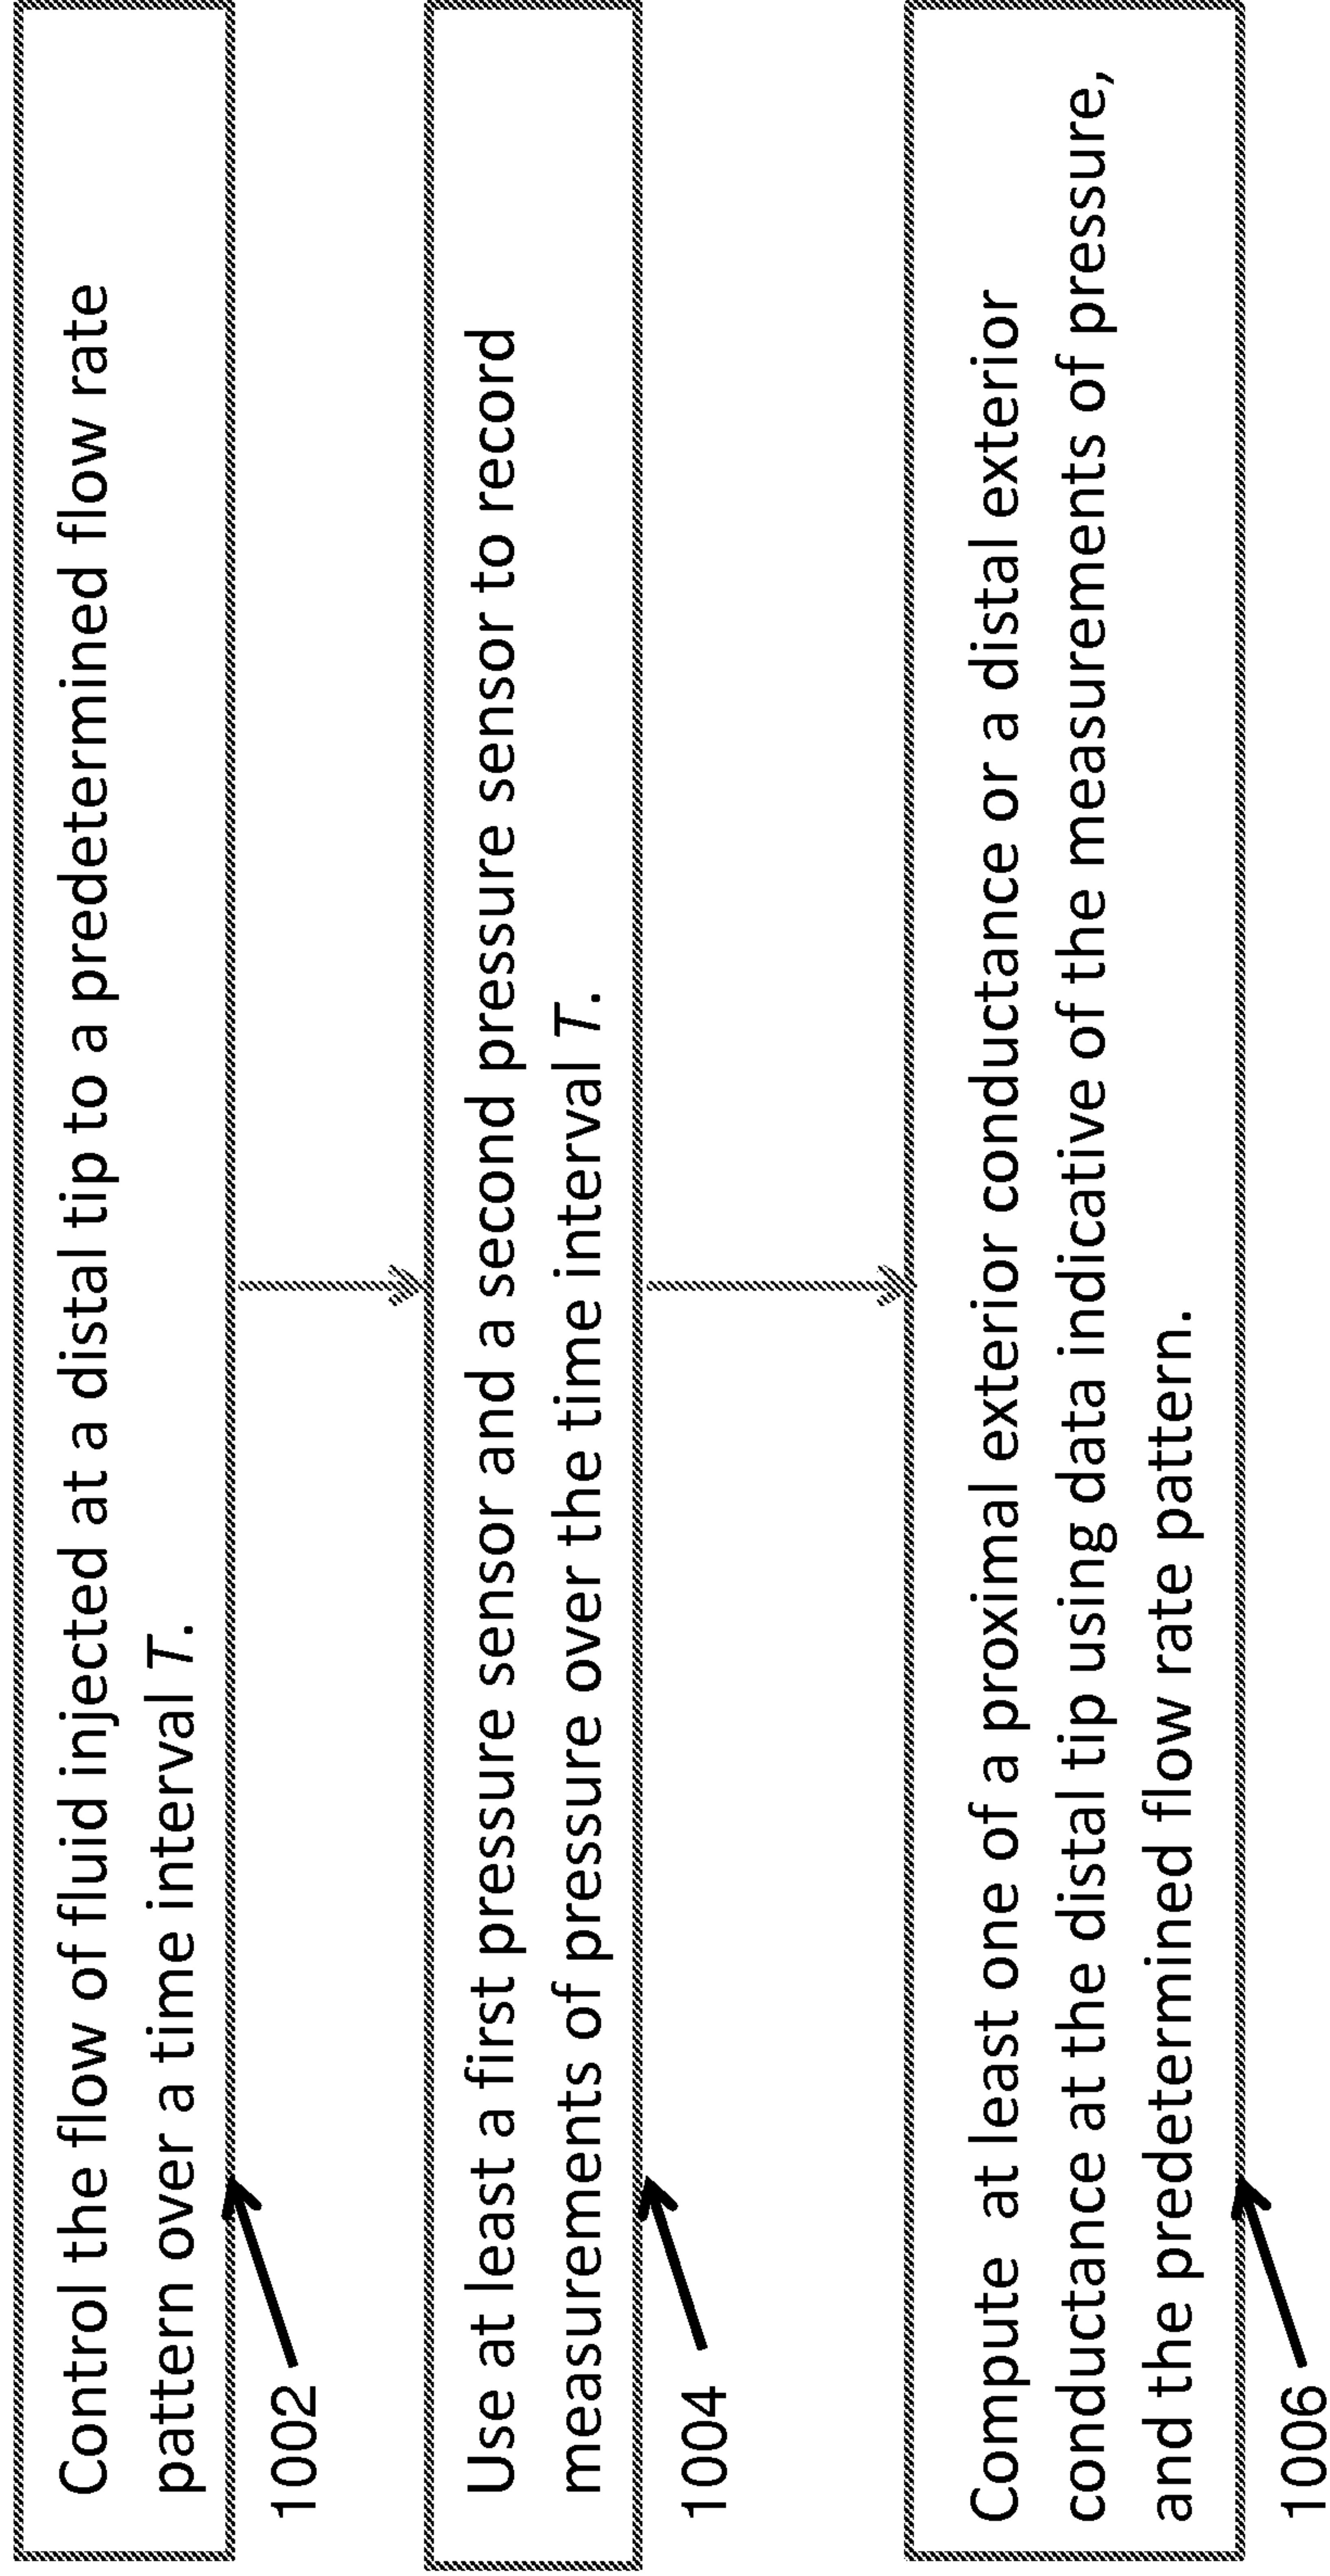 Control the flow of fluid injected at a distal tip to a predetermined flow rate
pattern over a time interval T.
1002
Use at least a first pressure sensor and a second pressure sensor to record
measurements of pressure over the time interval T.
1004
Compute at least one of a proximal exterior conductance or a distal exterior
conductance at the distal tip using data indicative of the measurements of pressure,
and the predetermined flow rate pattern.
1006